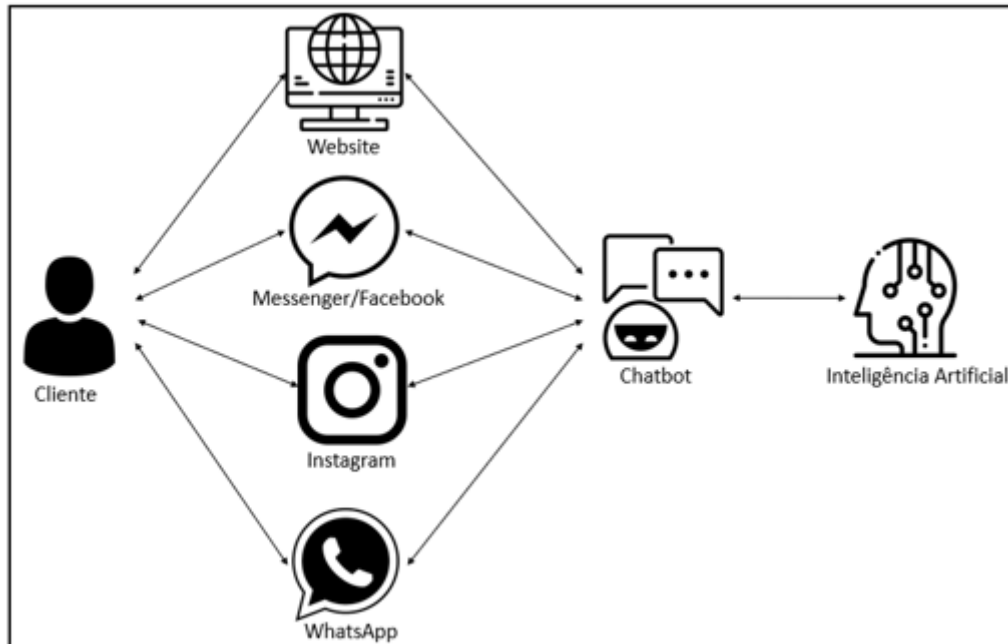 Website
Messenger/Facebook
Cliente
Instagram
Chatbot
Inteligência Artificial
WhatsApp